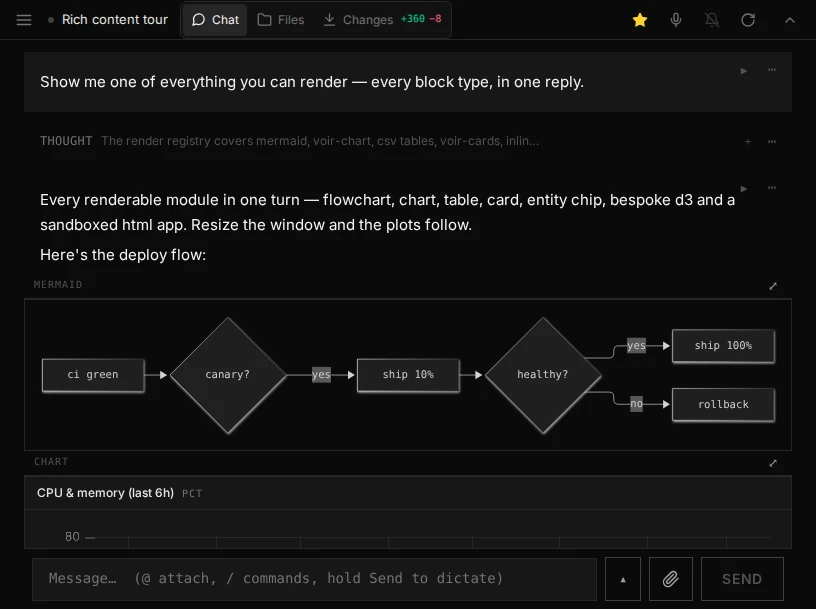 Rich content tour Chat Files Changes +360 −8
Show me one of everything you can render — every block type, in one reply.
THOUGHT The render registry covers mermaid, voir-chart, csv tables, voir-cards, inlin...
Every renderable module in one turn — flowchart, chart, table, card, entity chip, bespoke d3 and a
sandboxed html app. Resize the window and the plots follow.
Here's the deploy flow:
MERMAID
ci green
canary?
yes
ship 10%
healthy?
yes
ship 100%
no
rollback
CHART
CPU & memory (last 6h) PCT
80
Message… (@ attach, / commands, hold Send to dictate)
SEND